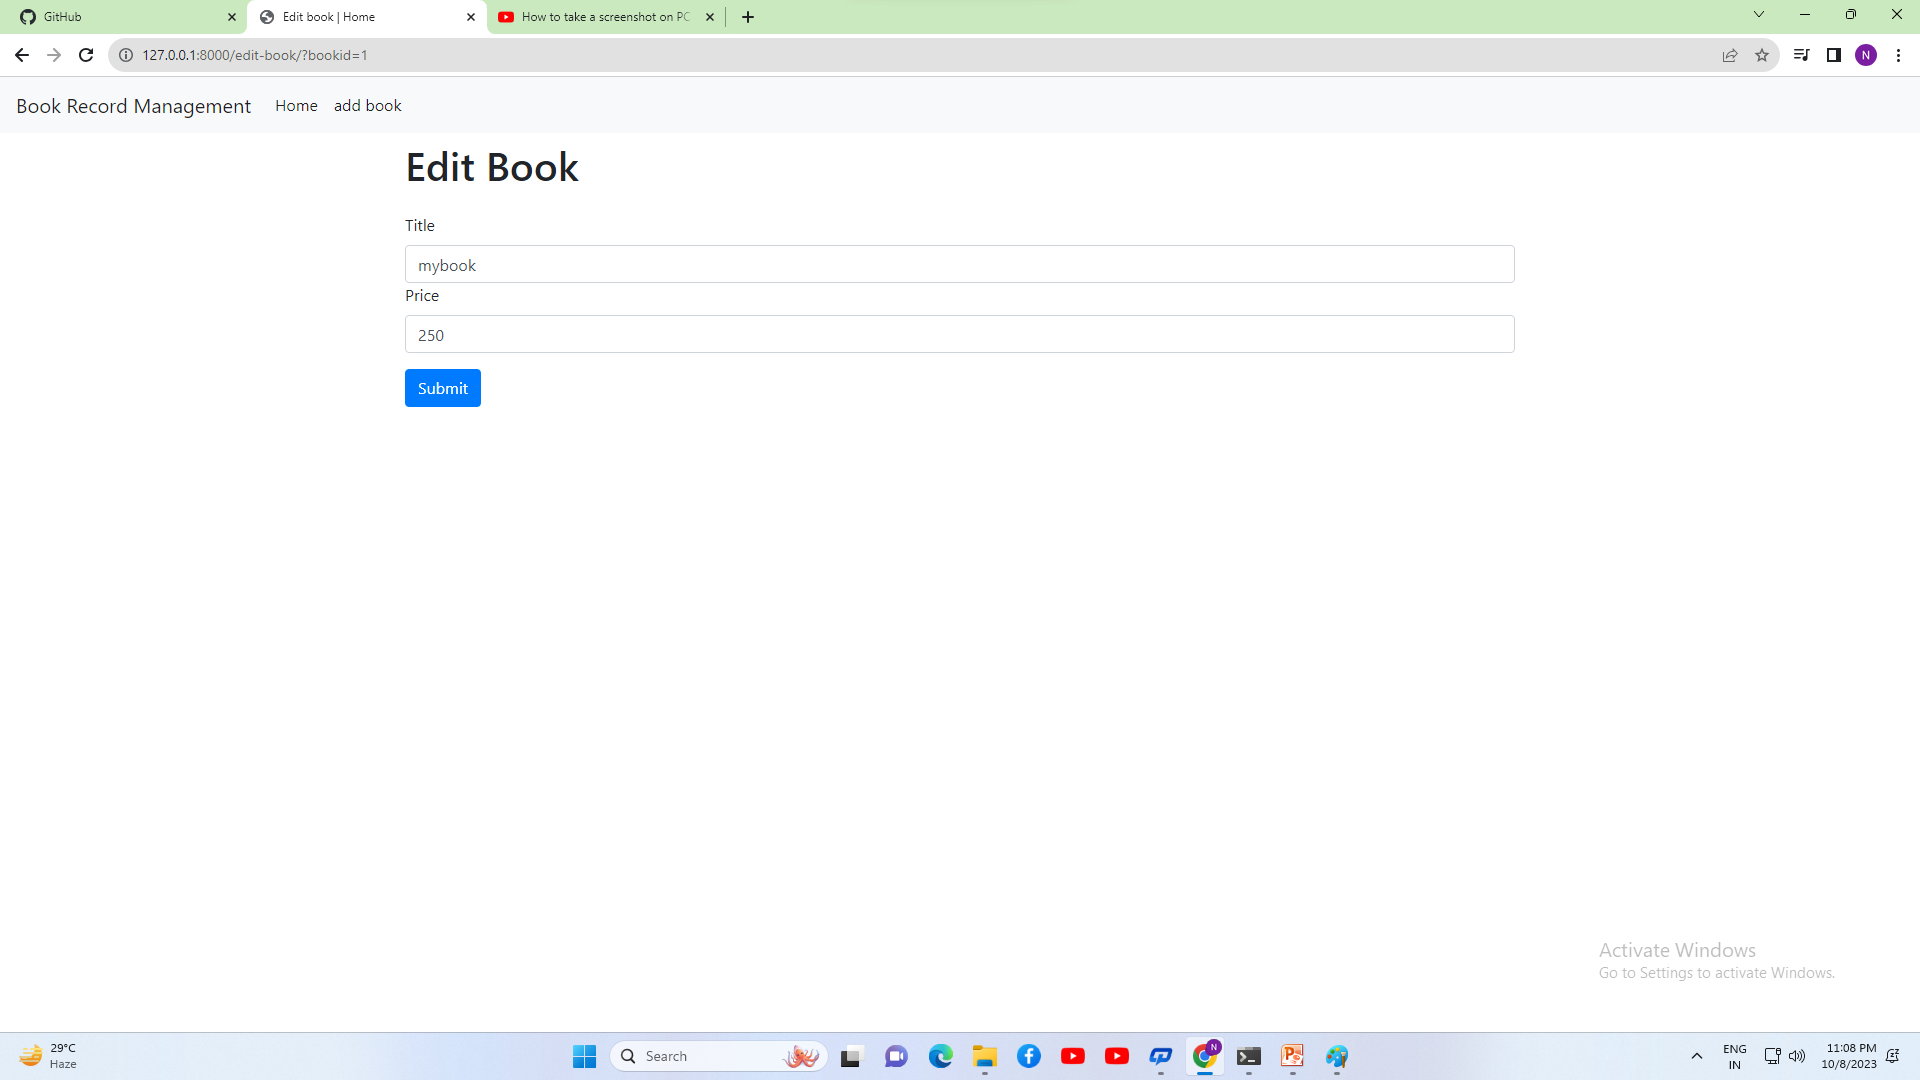 GitHub
Edit book | Home
How to take a screenshot on PC
127.0.0.1:8000/edit-book/?bookid=1
N
Book Record Management
Home
add book
Edit Book
Title
mybook
Price
250
Submit
Activate Windows
Go to Settings to activate Windows.
29°C
Haze
Search
N
ENG
IN
11:08 PM
10/8/2023